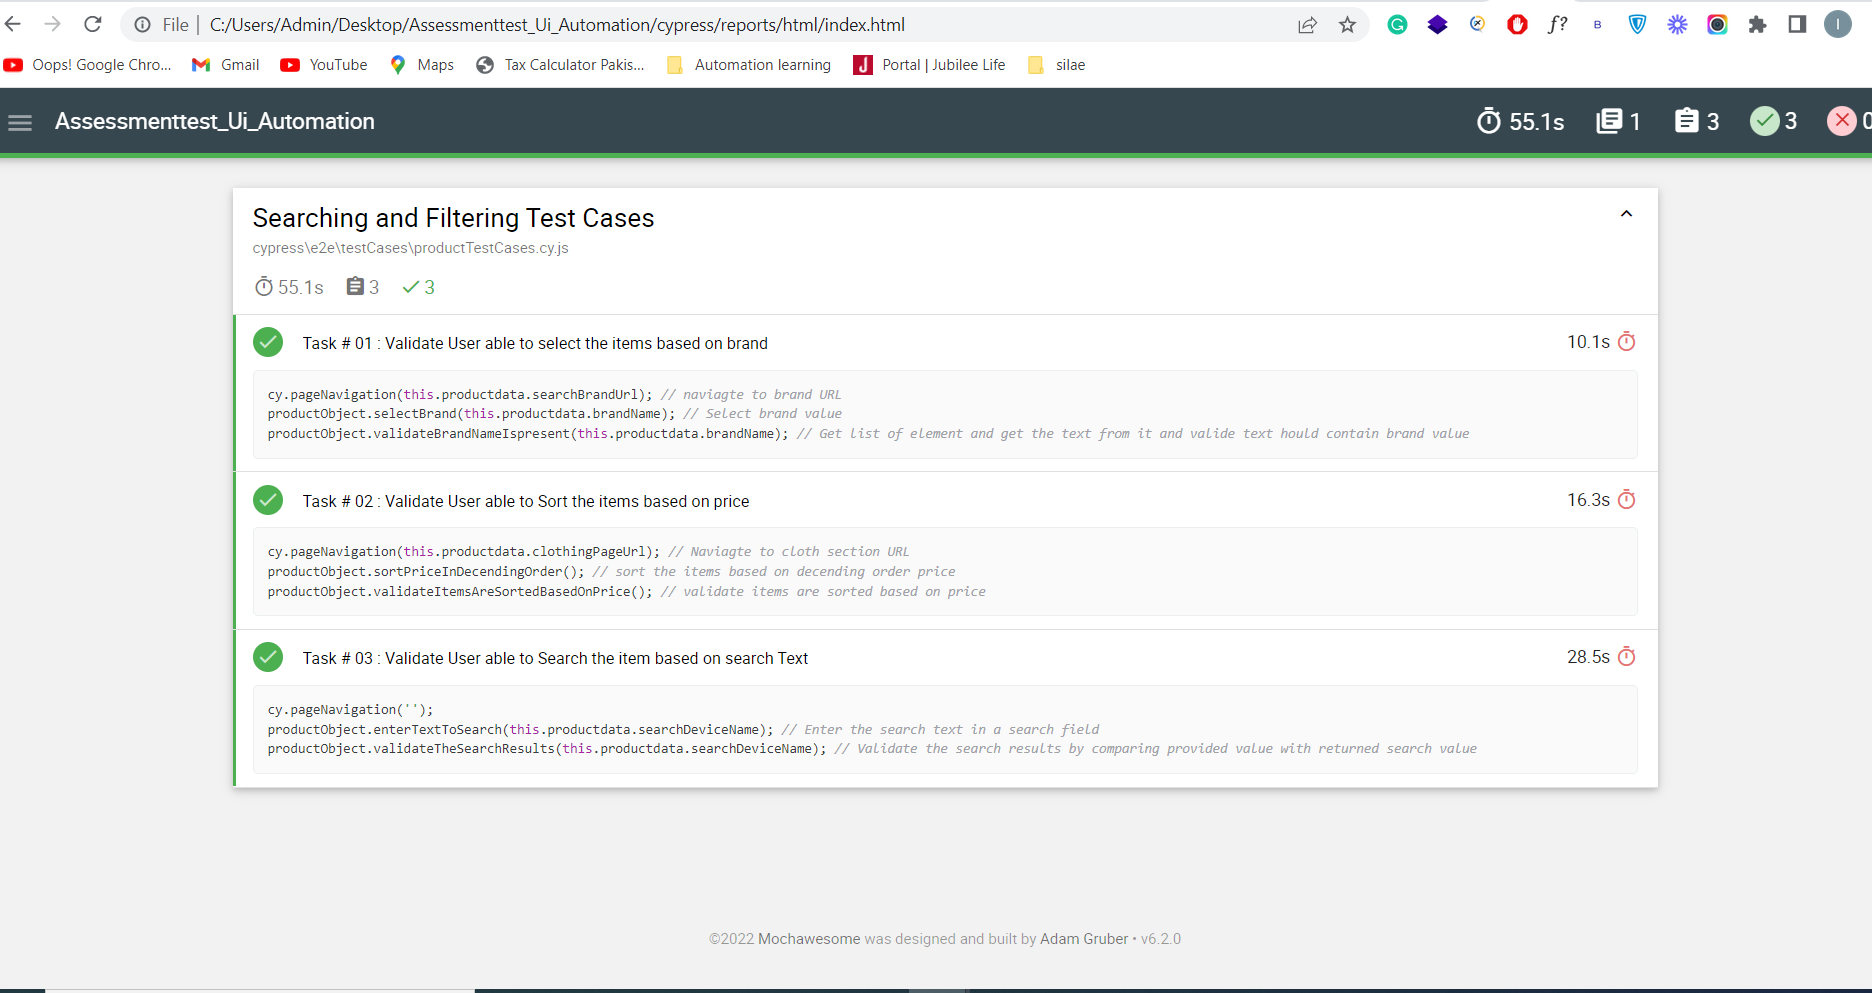 File | C:/Users/Admin/Desktop/Assessmenttest_Ui_Automation/cypress/reports/html/index.html
f?
B
I
Oops! Google Chro...
Gmail
YouTube
Maps
Tax Calculator Pakis...
Automation learning
Portal | Jubilee Life
silae
Assessmenttest_Ui_Automation
55.1s
1
3
3
0
Searching and Filtering Test Cases
cypress\e2e\testCases\productTestCases.cy.js
55.1s
3
3
Task # 01 : Validate User able to select the items based on brand
10.1s
cy.pageNavigation(this.productdata.searchBrandUrl); // naviagte to brand URL
productObject.selectBrand(this.productdata.brandName); // Select brand value
productObject.validateBrandNameIspresent(this.productdata.brandName); // Get list of element and get the text from it and valide text hould contain brand value
Task # 02 : Validate User able to Sort the items based on price
16.3s
cy.pageNavigation(this.productdata.clothingPageUrl); // Naviagte to cloth section URL
productObject.sortPriceInDecendingOrder(); // sort the items based on decending order price
productObject.validateItemsAreSortedBasedOnPrice(); // validate items are sorted based on price
Task # 03 : Validate User able to Search the item based on search Text
28.5s
cy.pageNavigation('');
productObject.enterTextToSearch(this.productdata.searchDeviceName); // Enter the search text in a search field
productObject.validateTheSearchResults(this.productdata.searchDeviceName); // Validate the search results by comparing provided value with returned search value
©2022 Mochawesome was designed and built by Adam Gruber • v6.2.0